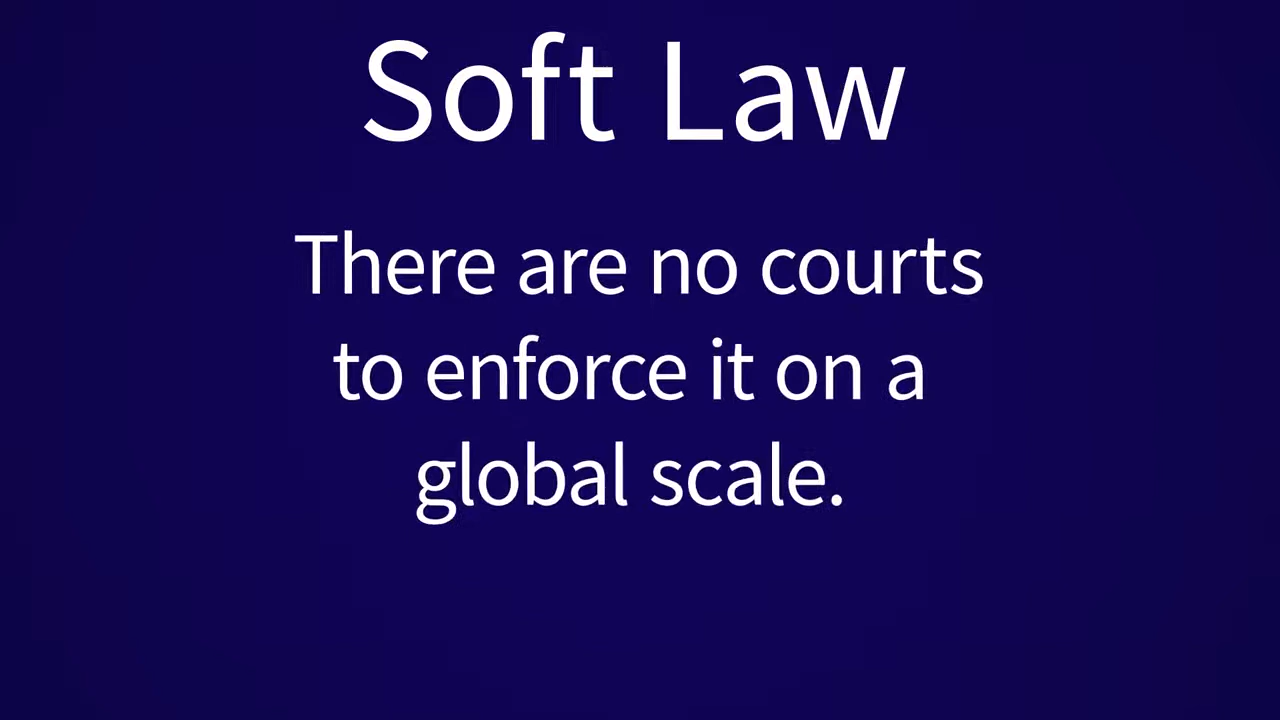 Soft Law
There are no courts
to enforce it on a
global scale.